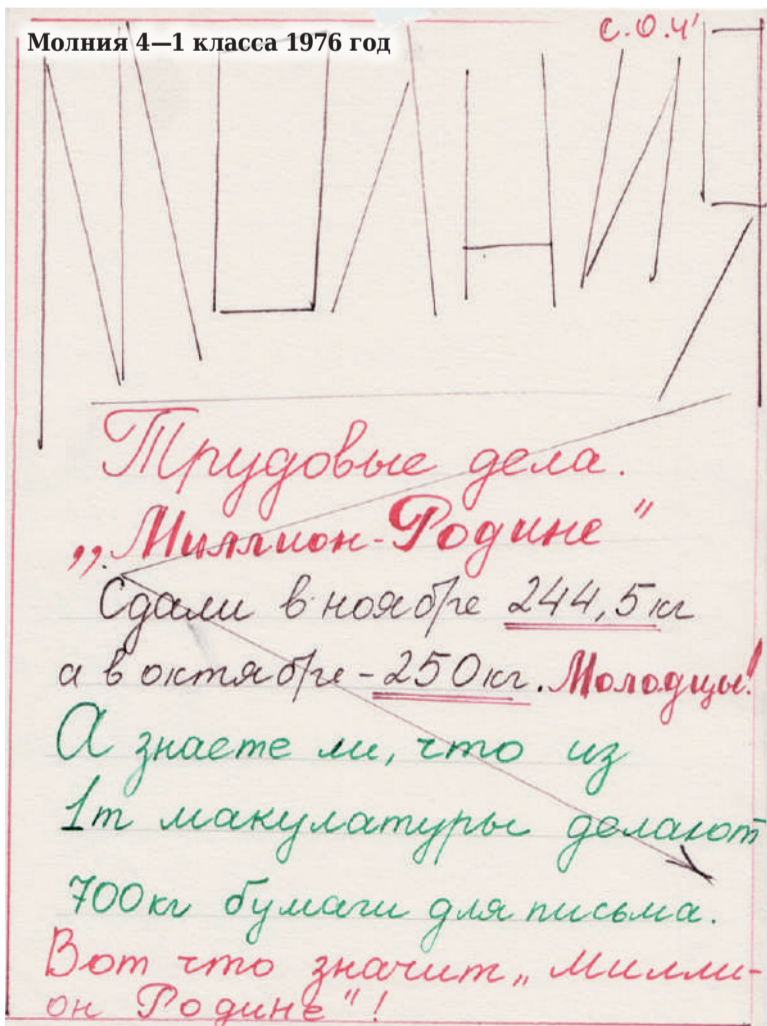 с.о.ч'
Молния 4—1 класса 1976 год
МОЛНИЯ
Трудовые дела.
„Миллион-Родине"
Сдали в ноябре 244,5 кг
а в октябре - 250 кг. Молодцы!
А знаете ли, что из
1т макулатуры делают
700 кг бумаги для письма.
Вот что значит „Милли-
он Родине"!